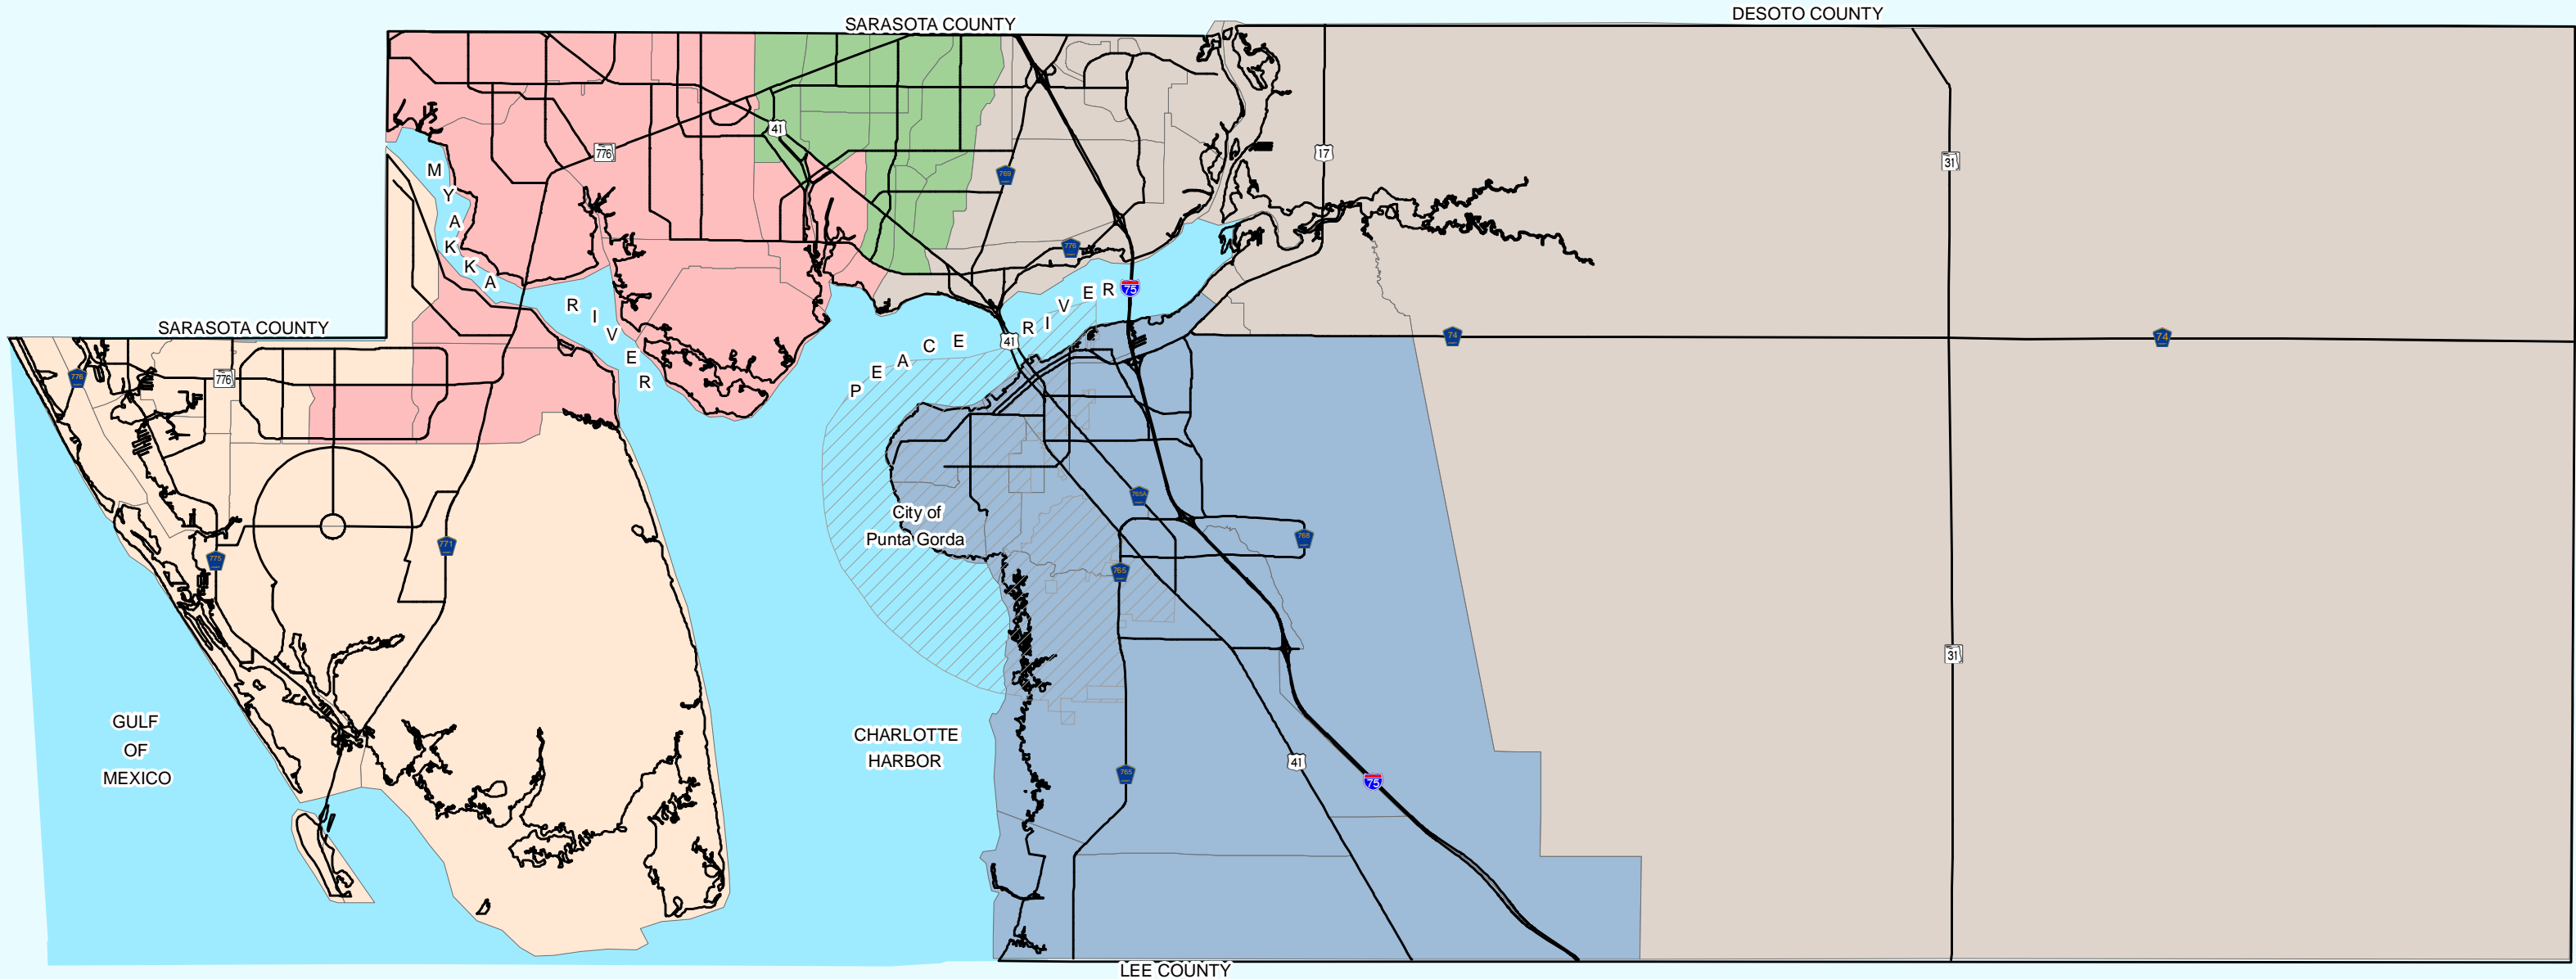 DESOTO COUNTY
SARASOTA COUNTY
41
776
17
31
769
MYAKKA
RIVER
776
75
SARASOTA COUNTY
PEACE
RIVER
41
74
74
776
776
765A
City of
Punta Gorda
768
771
775
765
31
GULF
OF
MEXICO
CHARLOTTE
HARBOR
41
765
75
LEE COUNTY